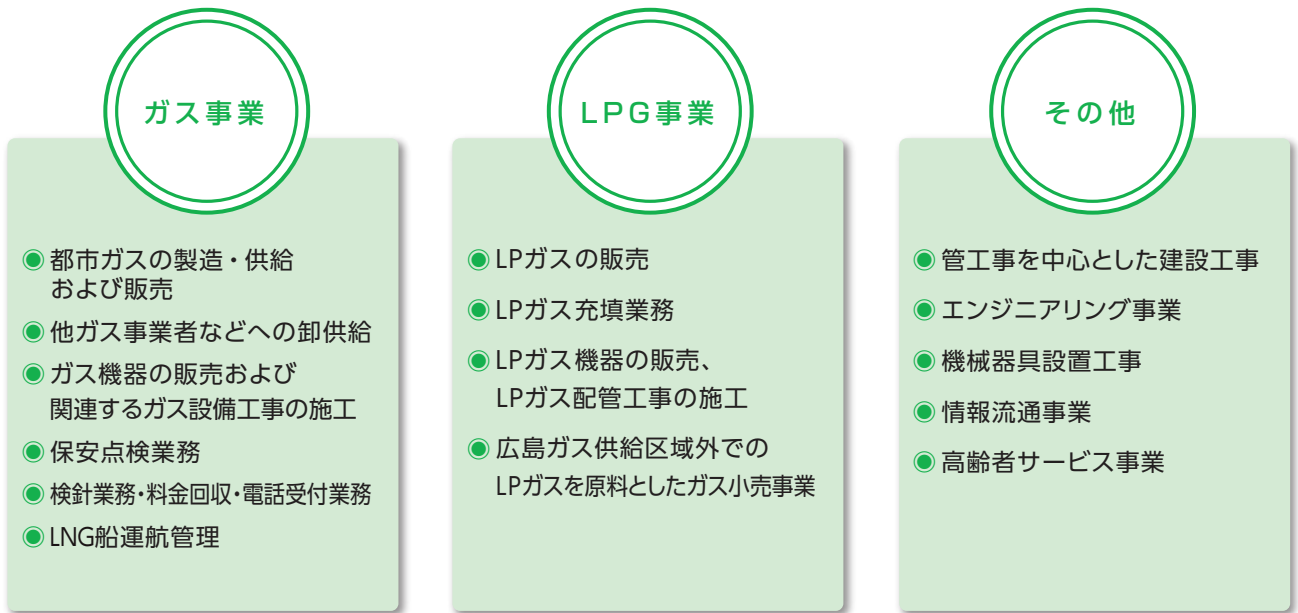 ガス事業
◉都市ガスの製造・供給
および販売
◉他ガス事業者などへの卸供給
◉ガス機器の販売および
関連するガス設備工事の施工
◉保安点検業務
◉検針業務・料金回収・電話受付業務
◉LNG船運航管理
LPG事業
◉LPガスの販売
◉LPガス充填業務
◉LPガス機器の販売、
LPガス配管工事の施工
◉広島ガス供給区域外での
LPガスを原料としたガス小売事業
その他
◉管工事を中心とした建設工事
◉エンジニアリング事業
◉機械器具設置工事
◉情報流通事業
◉高齢者サービス事業